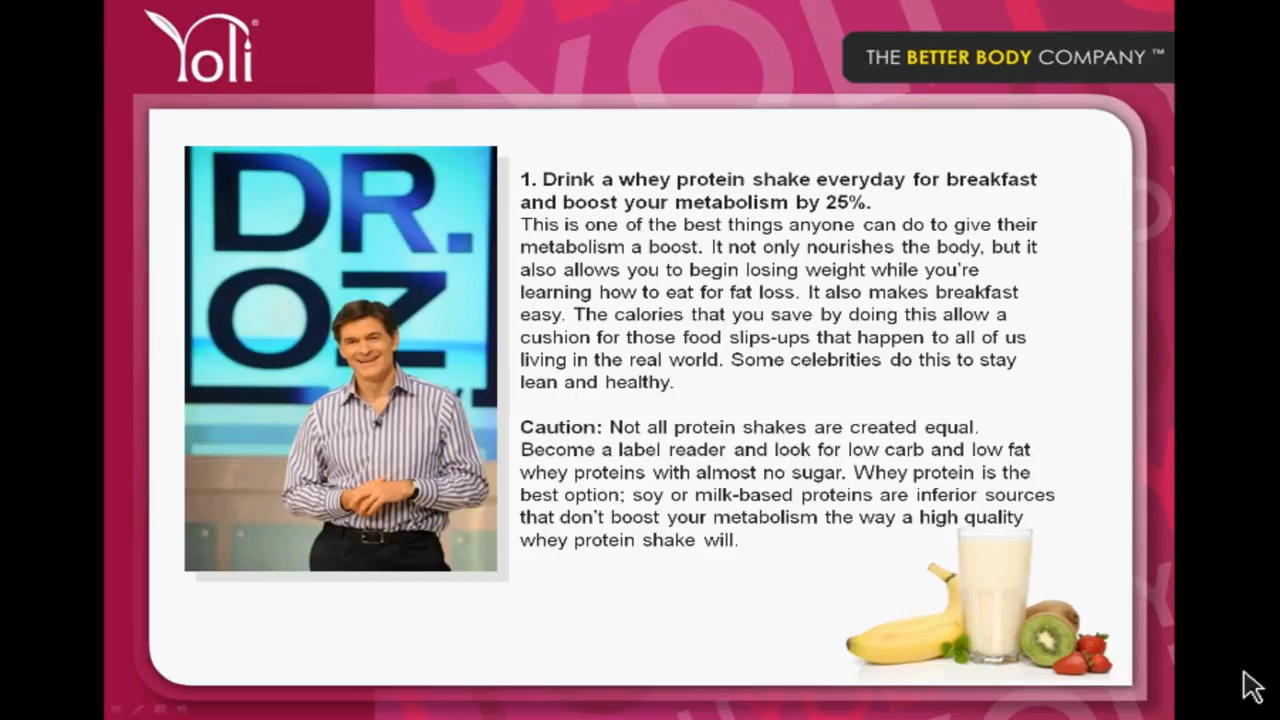 Yoli®
THE BETTER BODY COMPANY ™
DR.
OZ
1. Drink a whey protein shake everyday for breakfast
and boost your metabolism by 25%.
This is one of the best things anyone can do to give their
metabolism a boost. It not only nourishes the body, but it
also allows you to begin losing weight while you're
learning how to eat for fat loss. It also makes breakfast
easy. The calories that you save by doing this allow a
cushion for those food slips-ups that happen to all of us
living in the real world. Some celebrities do this to stay
lean and healthy.
Caution: Not all protein shakes are created equal.
Become a label reader and look for low carb and low fat
whey proteins with almost no sugar. Whey protein is the
best option; soy or milk-based proteins are inferior sources
that don't boost your metabolism the way a high quality
whey protein shake will.